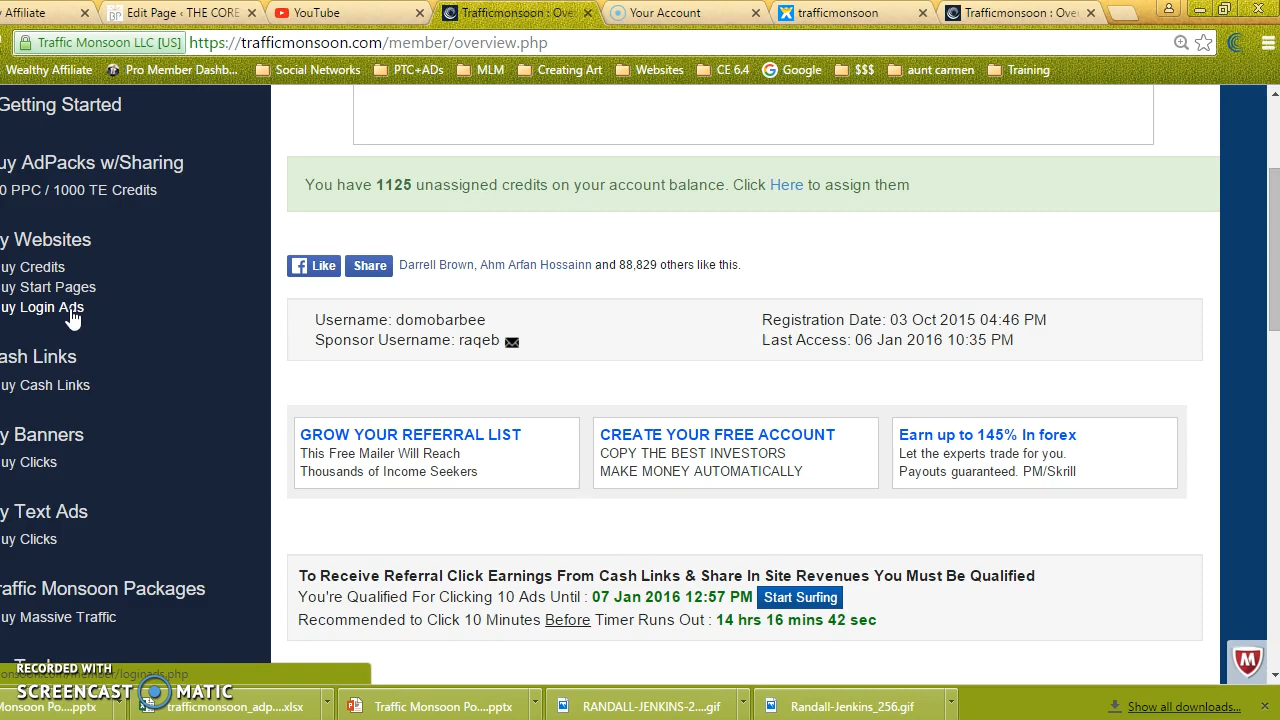 y Affiliate
Edit Page ‹ THE CORE
YouTube
Trafficmonsoon : Ove
Your Account
trafficmonsoon
Trafficmonsoon : Ove
Traffic Monsoon LLC [US]
https://trafficmonsoon.com/member/overview.php
Wealthy Affiliate
Pro Member Dashb...
Social Networks
PTC+ADs
MLM
Creating Art
Websites
CE 6.4
Google
$$$
aunt carmen
Training
Getting Started
uy AdPacks w/Sharing
0 PPC / 1000 TE Credits
y Websites
uy Credits
uy Start Pages
uy Login Ads
ash Links
uy Cash Links
y Banners
uy Clicks
y Text Ads
uy Clicks
raffic Monsoon Packages
uy Massive Traffic
You have 1125 unassigned credits on your account balance. Click Here to assign them
Like
Share
Darrell Brown, Ahm Arfan Hossainn and 88,829 others like this.
Username: domobarbee
Registration Date: 03 Oct 2015 04:46 PM
Sponsor Username: raqeb
Last Access: 06 Jan 2016 10:35 PM
GROW YOUR REFERRAL LIST
This Free Mailer Will Reach
Thousands of Income Seekers
CREATE YOUR FREE ACCOUNT
COPY THE BEST INVESTORS
MAKE MONEY AUTOMATICALLY
Earn up to 145% In forex
Let the experts trade for you.
Payouts guaranteed. PM/Skrill
To Receive Referral Click Earnings From Cash Links & Share In Site Revenues You Must Be Qualified
You're Qualified For Clicking 10 Ads Until : 07 Jan 2016 12:57 PM Start Surfing
Recommended to Click 10 Minutes Before Timer Runs Out : 14 hrs 16 mins 42 sec
monsoon.com/member/loginads.php
RECORDED WITH
SCREENCAST MATIC
Monsoon Po....pptx
trafficmonsoon_adp....xlsx
Traffic Monsoon Po....pptx
RANDALL-JENKINS-2....gif
Randall-Jenkins_256.gif
Show all downloads...